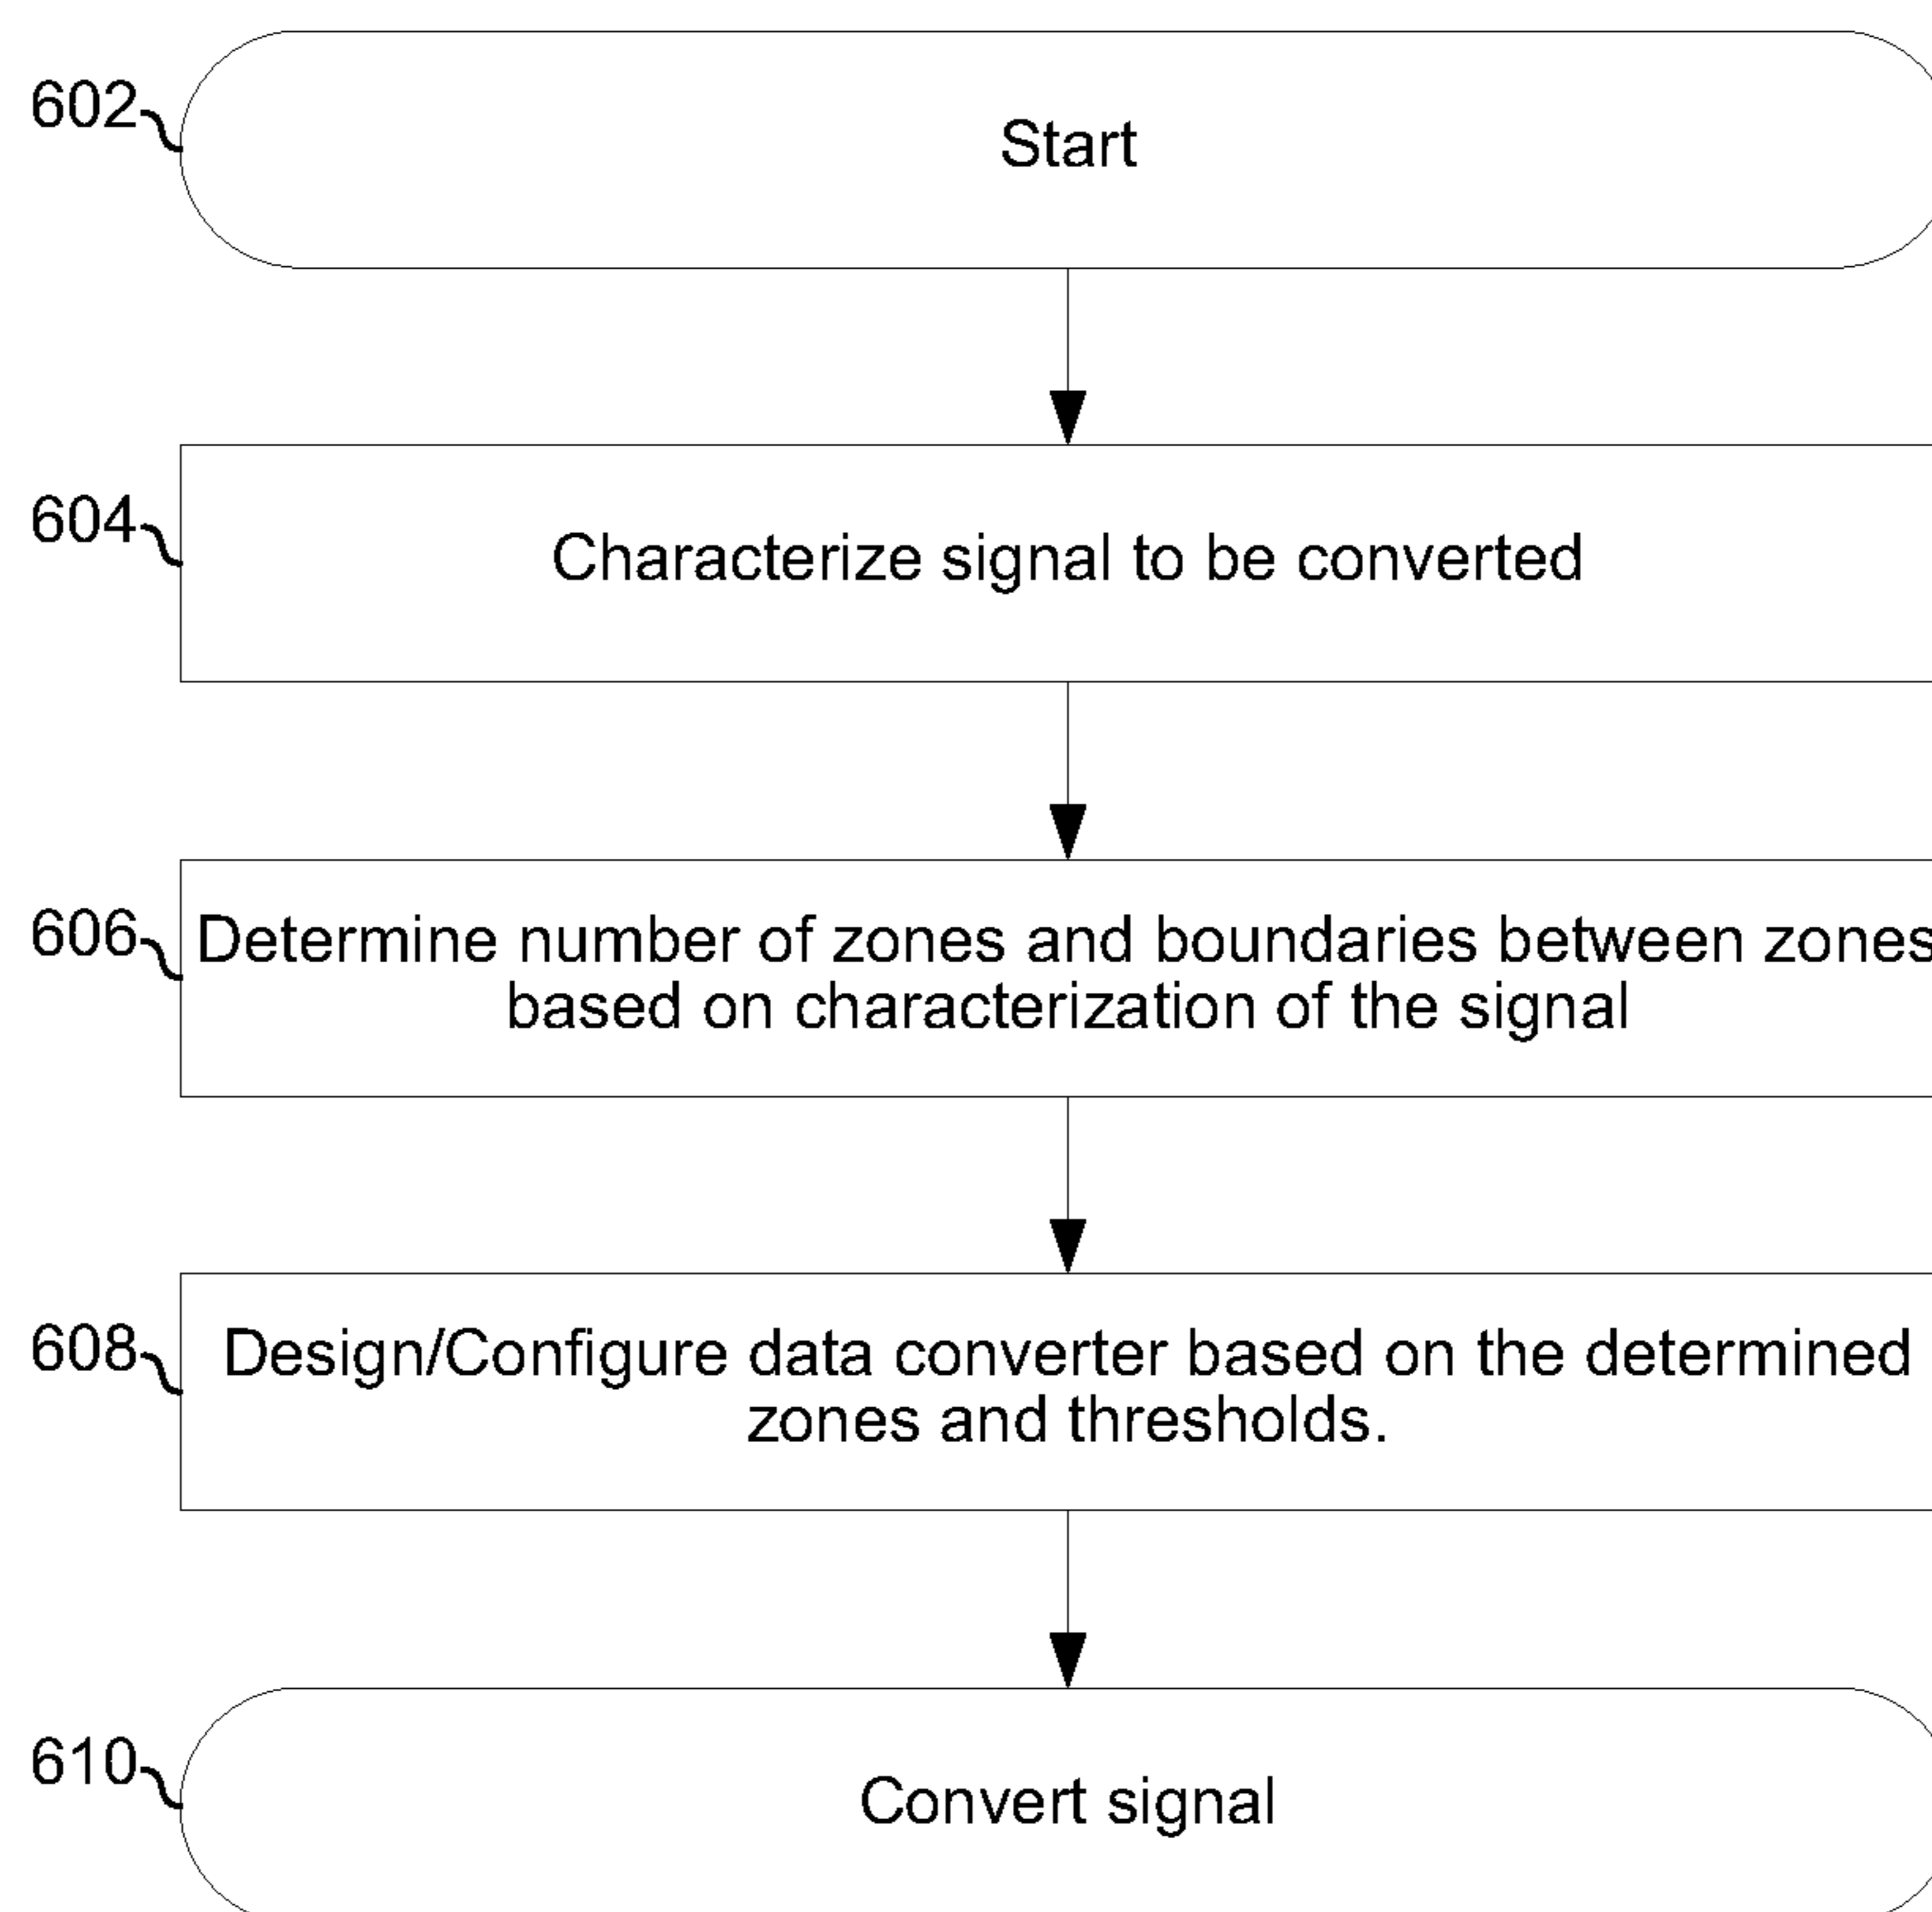 602
Start
604
Characterize signal to be converted
606
Determine number of zones and boundaries between zones
based on characterization of the signal
608
Design/Configure data converter based on the determined
zones and thresholds.
610
Convert signal